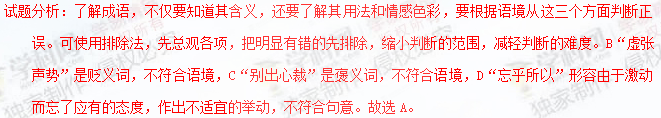 试题分析：了解成语，不仅要知道其含义，还要了解其用法和情感色彩，要根据语境从这三个方面判断正
误。可使用排除法，先总观各项，把明显有错的先排除，缩小判断的范围，减轻判断的难度。B“虚张
声势”是贬义词，不符合语境，C“别出心裁”是褒义词，不符合语境，D“忘乎所以”形容由于激动
而忘了应有的态度，作出不适宜的举动，不符合句意。故选 A。